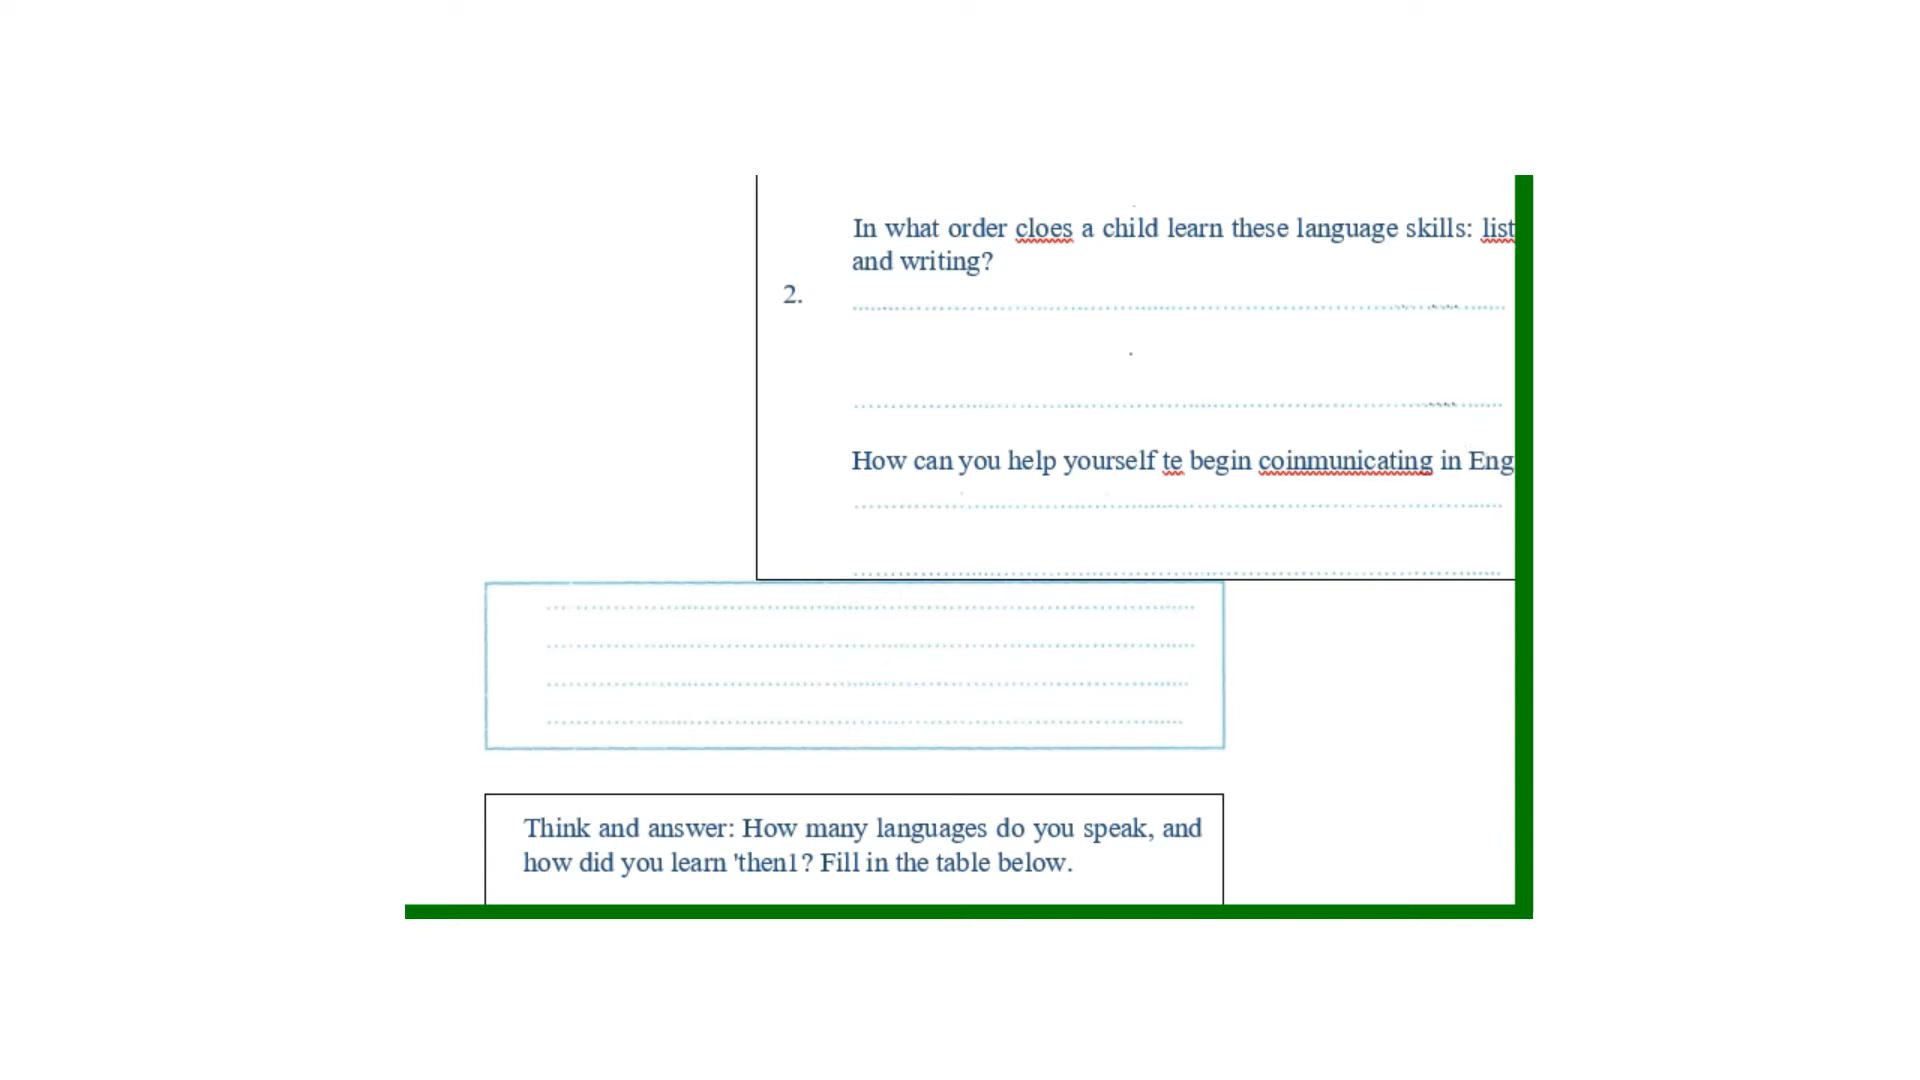 In what order cloes a child learn these language skills: list
and writing?
2.
How can you help yourself te begin coinmunicating in Eng
Think and answer: How many languages do you speak, and
how did you learn 'then1? Fill in the table below.